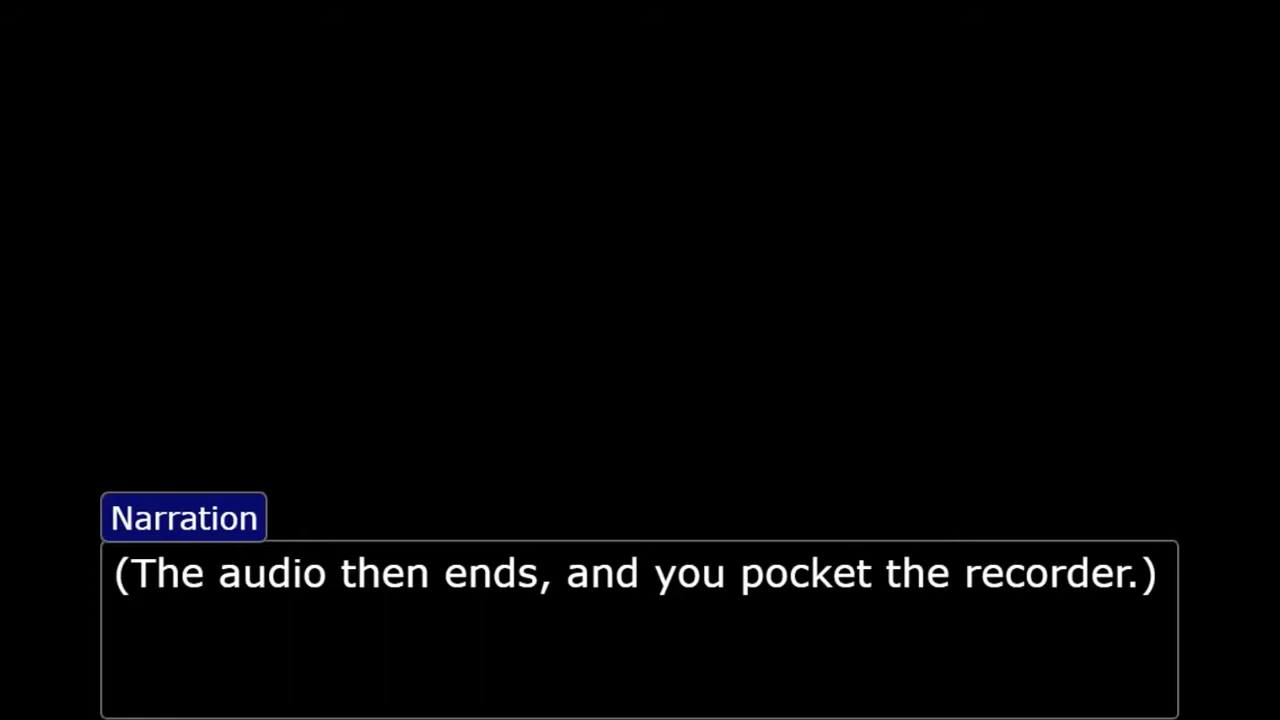 Narration
(The audio then ends, and you pocket the recorder.)